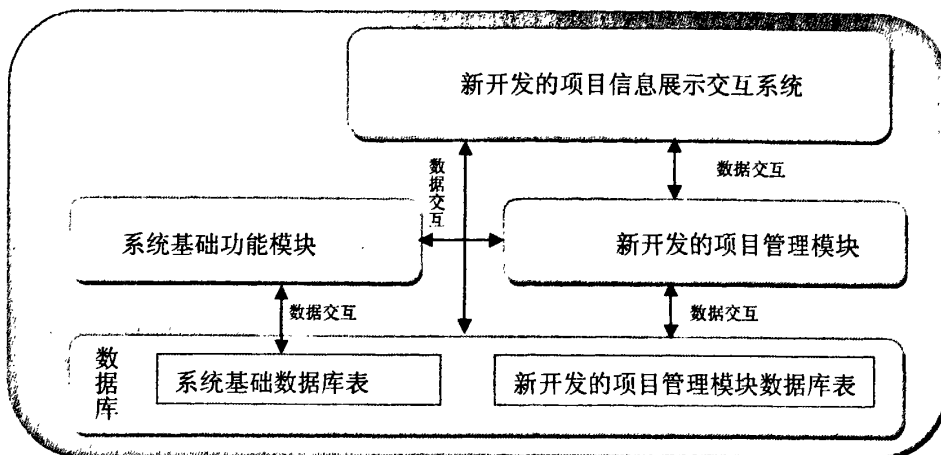 新开发的项目信息展示交互系统
数据交互
数据交互
系统基础功能模块
新开发的项目管理模块
数据交互
数据交互
数据库
系统基础数据库表
新开发的项目管理模块数据库表